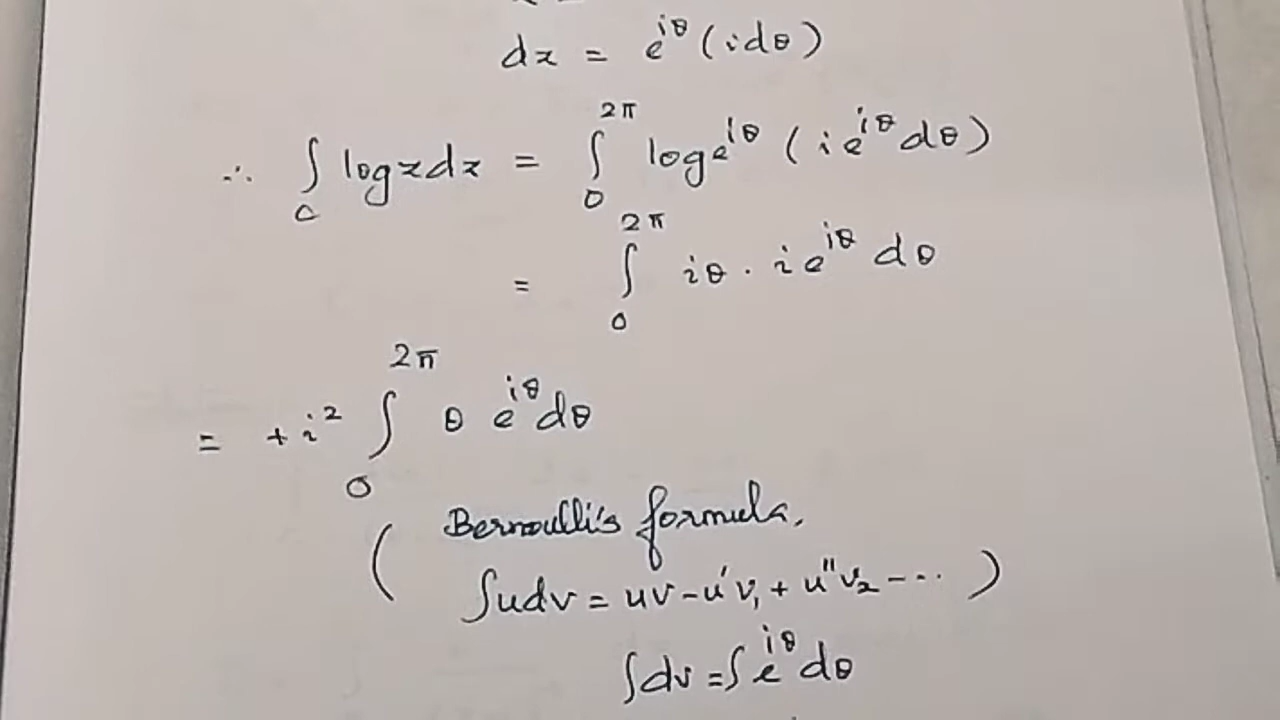 dz = e^{iθ} (i dθ)
∴ ∫_C log z dz = ∫_0^{2π} log e^{iθ} (i e^{iθ} dθ)
= ∫_0^{2π} iθ · i e^{iθ} dθ
= + i² ∫_0^{2π} θ e^{iθ} dθ
( Bernoulli's formula,
∫u dv = uv - u'v₁ + u''v₂ - ... )
∫dv = ∫e^{iθ} dθ